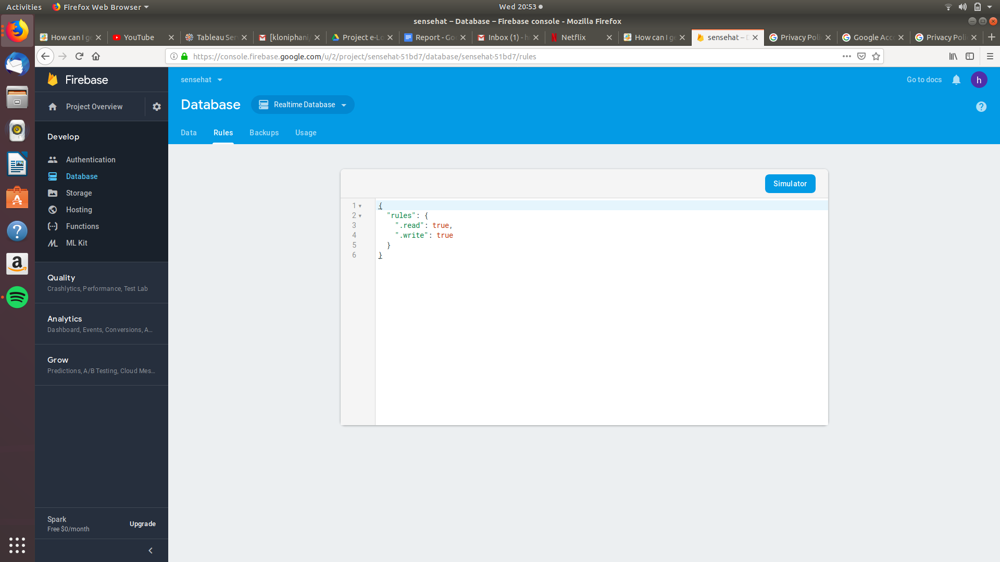 Activities
Firefox Web Browser
Wed 20:53
sensehat – Database – Firefox console - Mozilla Firefox
How can I ge
YouTube
Tableau Ser
[kloniphani
Project e-Lo
Report - Go
Inbox (1) - h
Netflix
How can I ge
sensehat – D
Privacy Poli
Google Acc
Privacy Poli
https://console.firebase.google.com/u/2/project/sensehat-51bd7/database/sensehat-51bd7/rules
Firebase
sensehat
Go to docs
h
Project Overview
Database
Realtime Database
?
Data
Rules
Backups
Usage
Develop
Authentication
Database
Storage
Hosting
Functions
ML Kit
Quality
Crashlytics, Performance, Test Lab
Analytics
Dashboard, Events, Conversions, A...
Grow
Predictions, A/B Testing, Cloud Mes...
Spark
Free $0/month
Upgrade
Simulator
1 {
2 "rules": {
3 ".read": true,
4 ".write": true
5 }
6 }